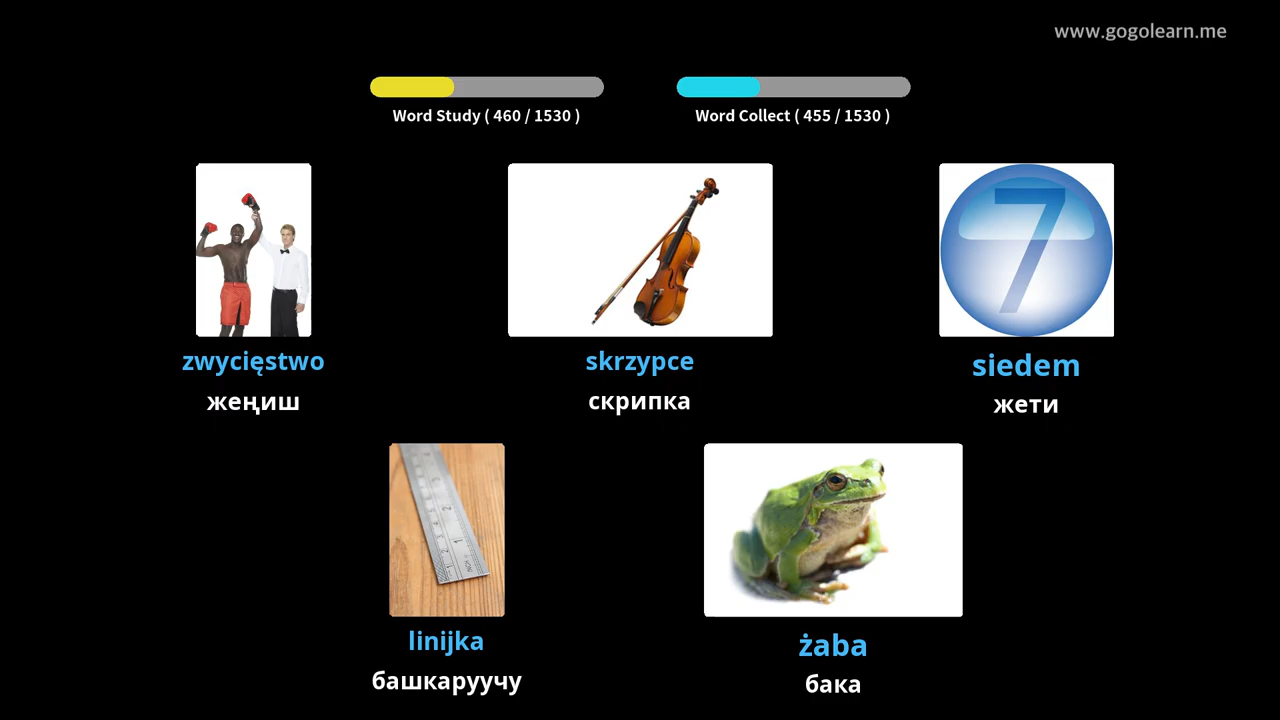 www.gogolearn.me
Word Study ( 460 / 1530 )
Word Collect ( 455 / 1530 )
7
zwycięstwo
жеңиш
skrzypce
скрипка
siedem
жети
linijka
башкаруучу
żaba
бака